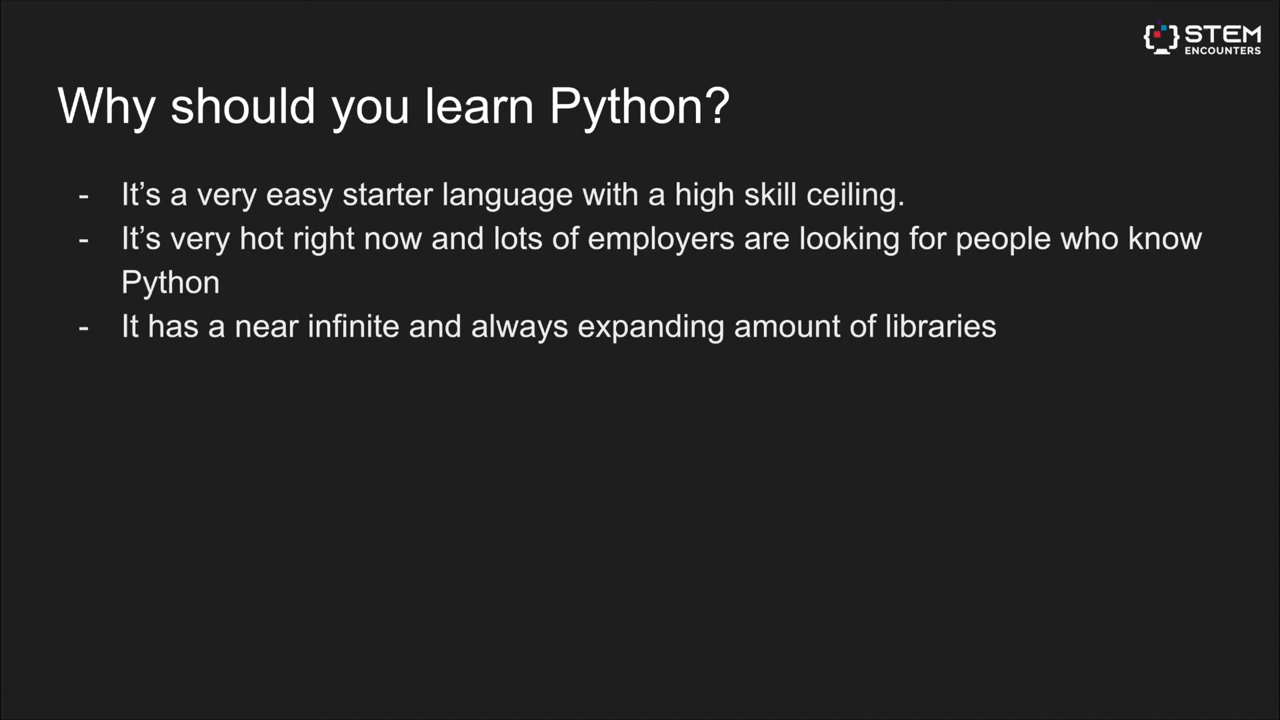 STEM
ENCOUNTERS
Why should you learn Python?
- It’s a very easy starter language with a high skill ceiling.
- It’s very hot right now and lots of employers are looking for people who know
Python
- It has a near infinite and always expanding amount of libraries